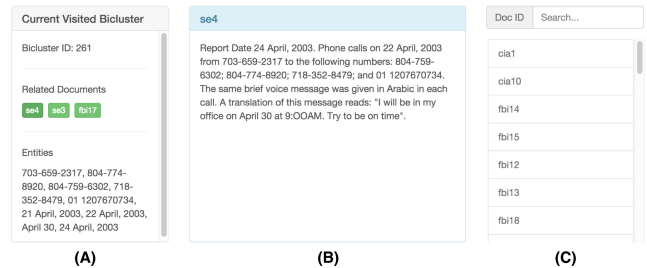 Current Visited Bicluster
Bicluster ID: 261
Related Documents
se4 se3 fbi17
Entities
703-659-2317, 804-774-
8920, 804-759-6302, 718-
352-8479, 01 1207670734,
21 April, 2003, 22 April, 2003,
April 30, 24 April, 2003
(A)
se4
Report Date 24 April, 2003. Phone calls on 22 April, 2003
from 703-659-2317 to the following numbers: 804-759-
6302; 804-774-8920; 718-352-8479; and 01 1207670734.
The same brief voice message was given in Arabic in each
call. A translation of this message reads: "I will be in my
office on April 30 at 9:OOAM. Try to be on time".
(B)
Doc ID Search...
cia1
cia10
fbi14
fbi15
fbi12
fbi13
fbi18
(C)